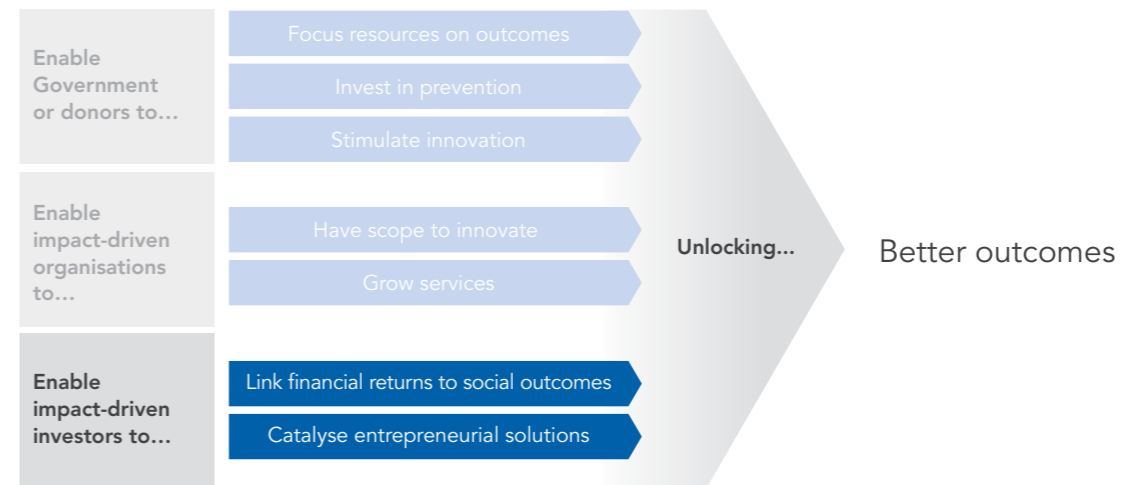 Enable
Government
or donors to…
Focus resources on outcomes
Invest in prevention
Stimulate innovation
Enable
impact-driven
organisations
to…
Have scope to innovate
Grow services
Enable
impact-driven
investors to…
Link financial returns to social outcomes
Catalyse entrepreneurial solutions
Unlocking...
Better outcomes